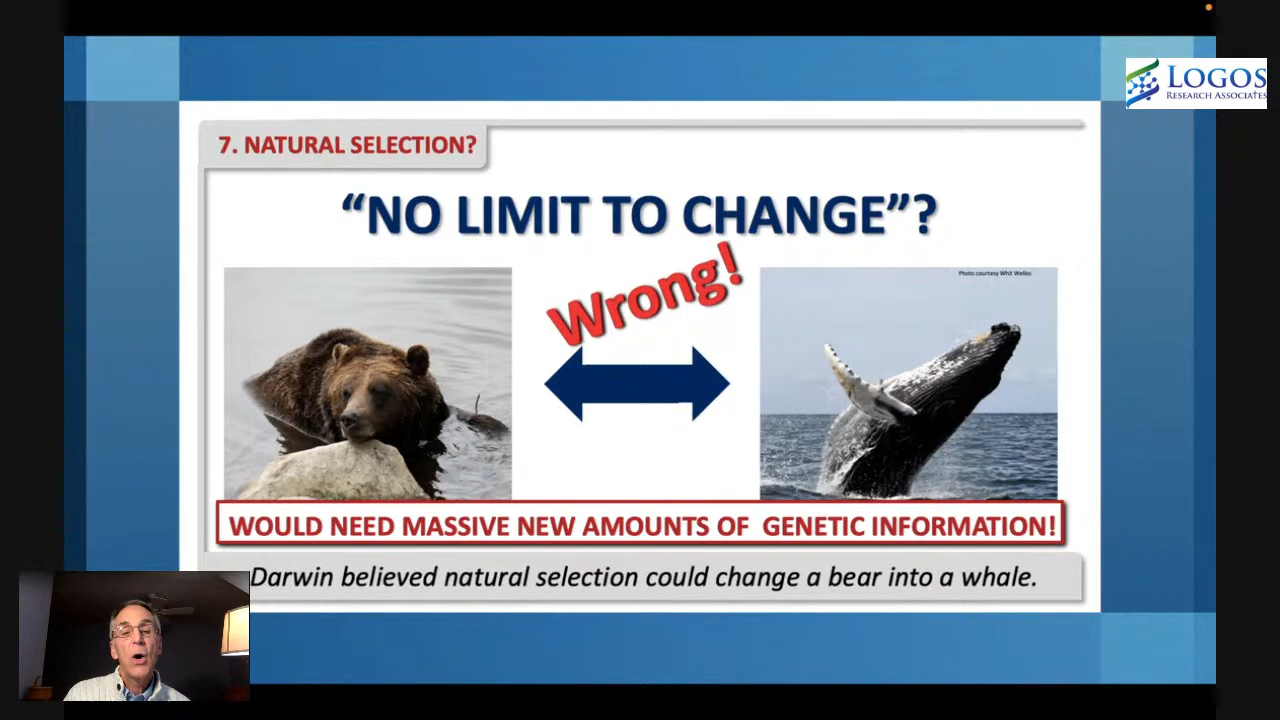 LOGOS
RESEARCH ASSOCIATES
7. NATURAL SELECTION?
“NO LIMIT TO CHANGE”?
Wrong!
Photo courtesy Whit Welles
WOULD NEED MASSIVE NEW AMOUNTS OF GENETIC INFORMATION!
Darwin believed natural selection could change a bear into a whale.